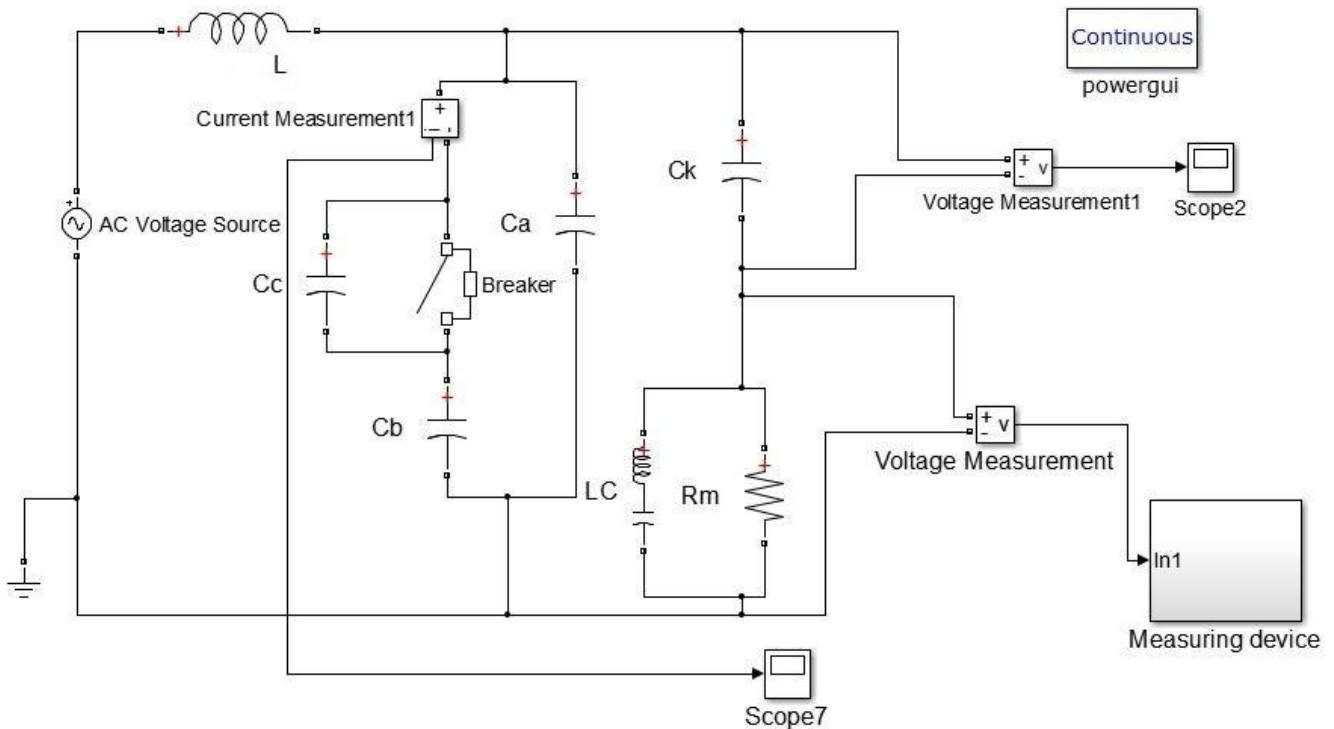 Continuous
powergui
L
Current Measurement1
+
i
-
Ck
+
-
v
Voltage Measurement1
Scope2
+
AC Voltage Source
Ca
Cc
Breaker
Cb
+
-
v
Voltage Measurement
LC
Rm
In1
Measuring device
Scope7